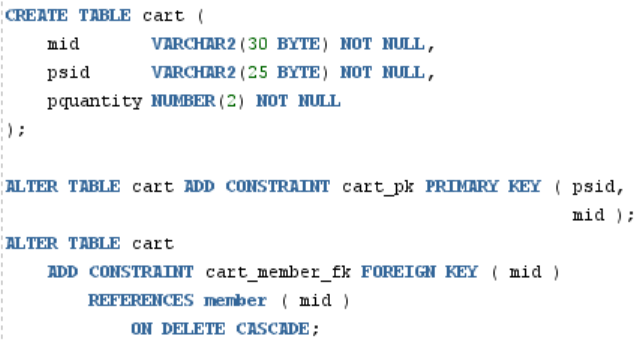 CREATE TABLE cart (
    mid       VARCHAR2(30 BYTE) NOT NULL,
    psid      VARCHAR2(25 BYTE) NOT NULL,
    pquantity NUMBER(2) NOT NULL
);
ALTER TABLE cart ADD CONSTRAINT cart_pk PRIMARY KEY ( psid,
                                                      mid );
ALTER TABLE cart
    ADD CONSTRAINT cart_member_fk FOREIGN KEY ( mid )
        REFERENCES member ( mid )
            ON DELETE CASCADE;